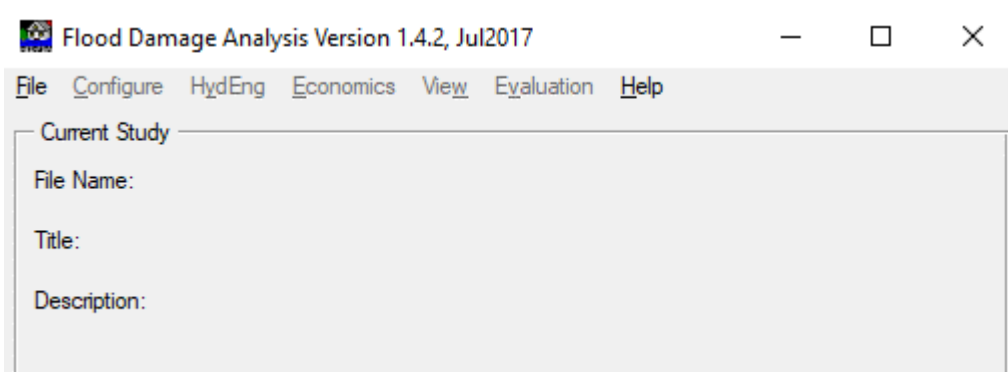 Flood Damage Analysis Version 1.4.2, Jul2017
File Configure HydEng Economics View Evaluation Help
Current Study
File Name:
Title:
Description: